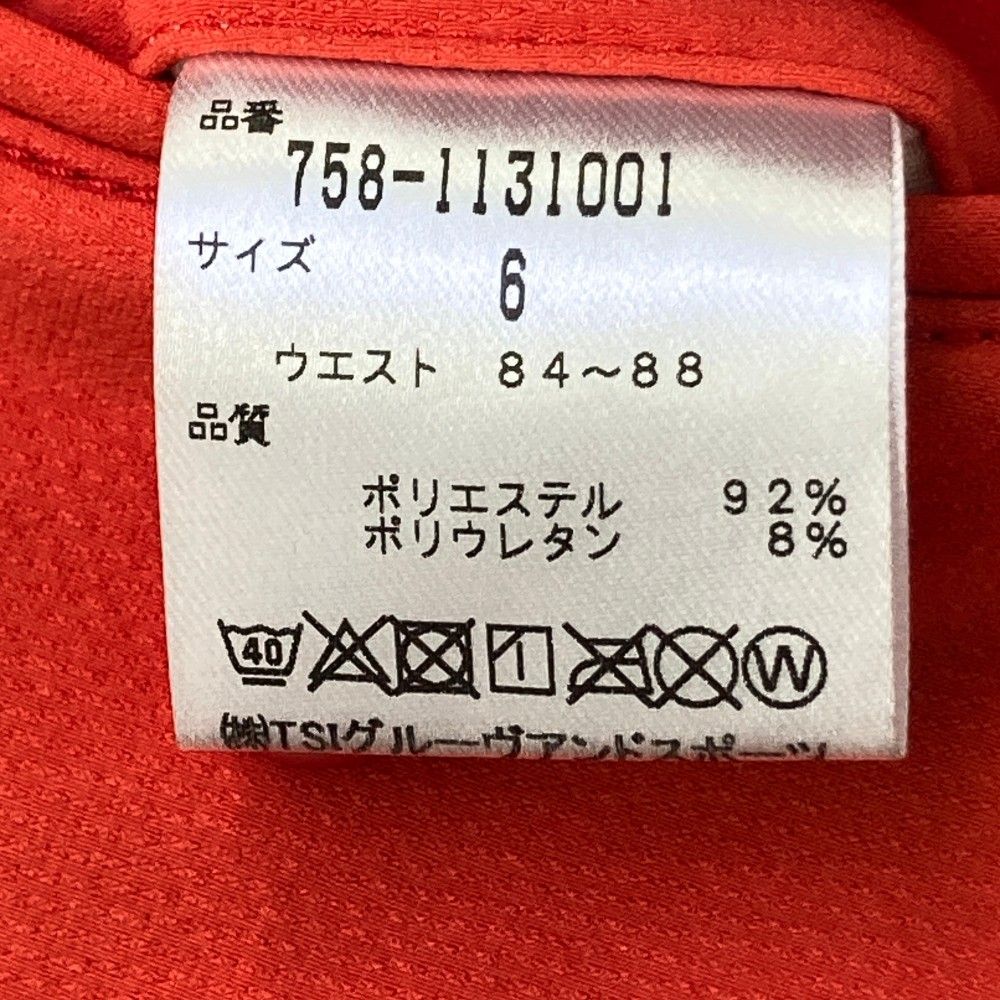 品番
758-1131001
サイズ 6
ウエスト 84～88
品質
ポリエステル 92%
ポリウレタン 8%
40 W
㈱TSIグルーヴアンドスポーツ